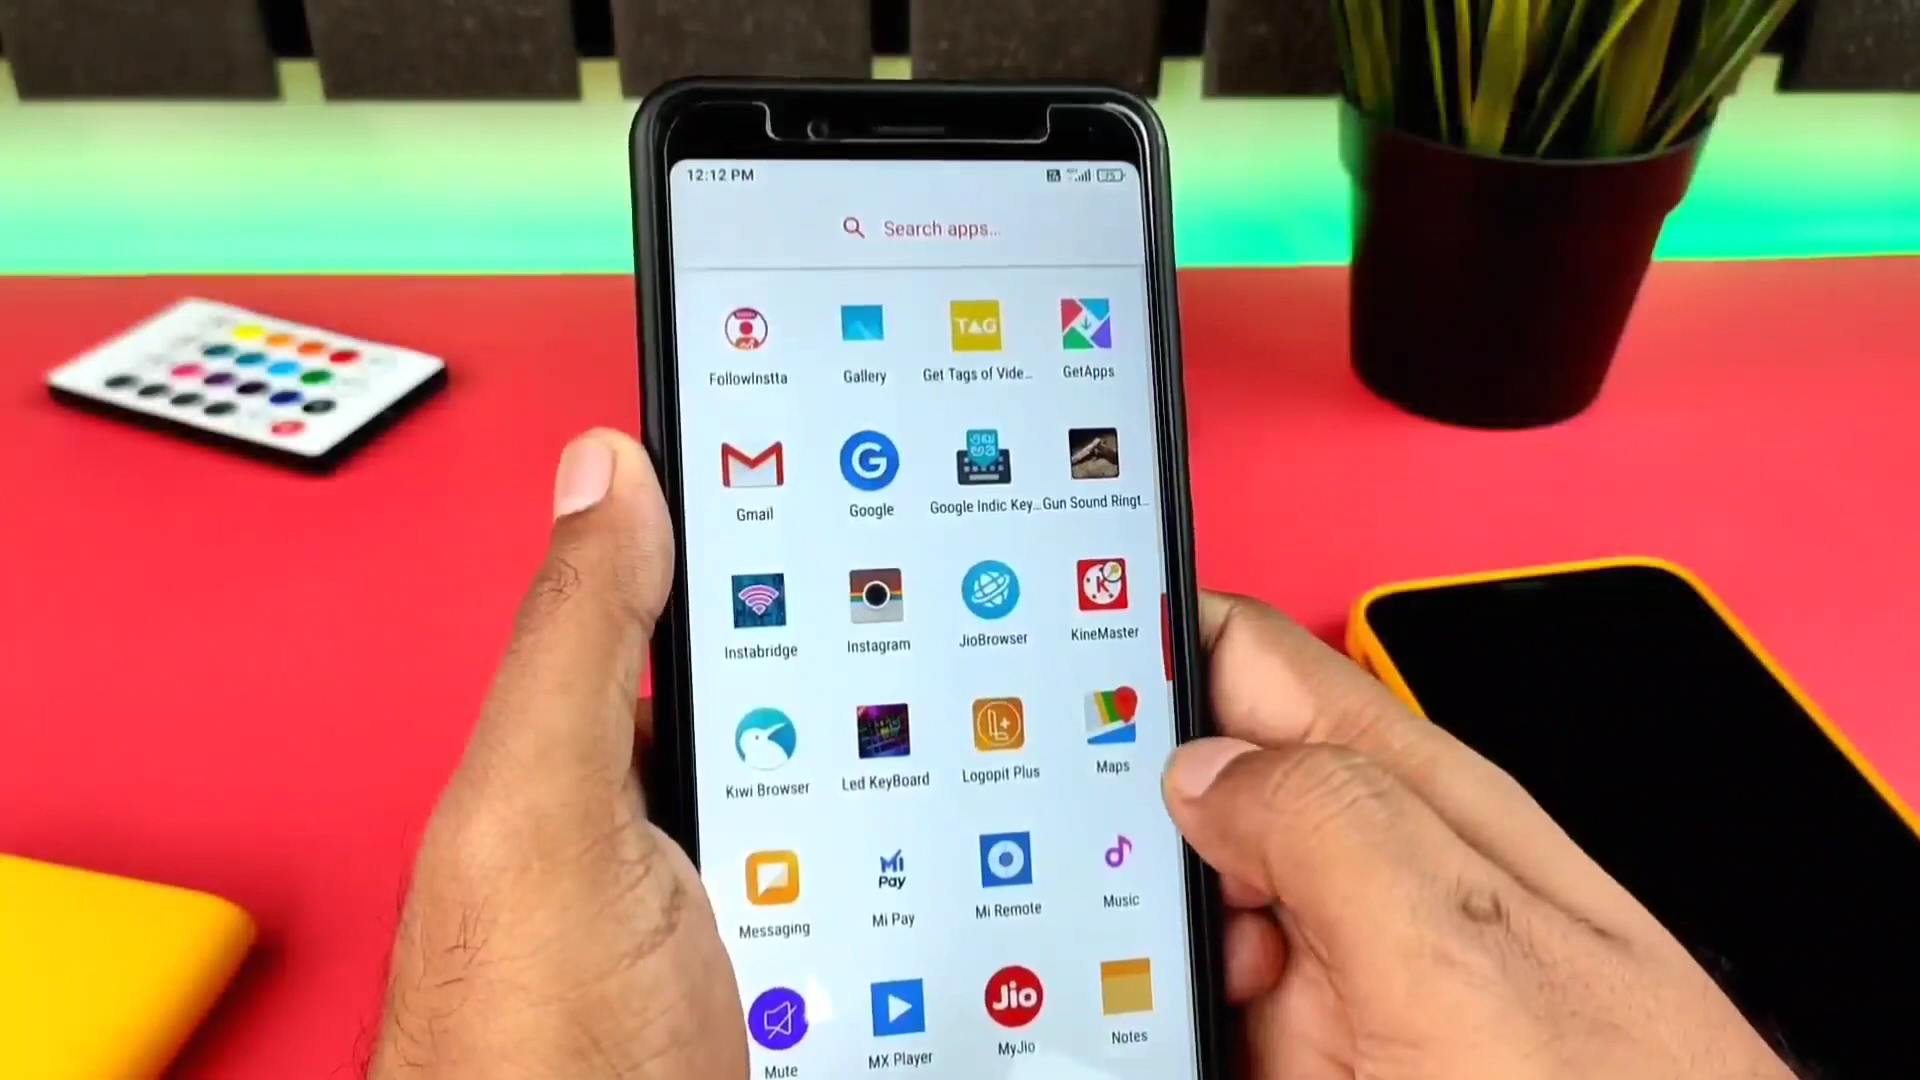 12:12 PM
Search apps...
TAG
FollowInstta
Gallery
Get Tags of Vide...
GetApps
G
Gmail
Google
Google Indic Key...
Gun Sound Ringt...
K
Instabridge
Instagram
JioBrowser
KineMaster
L+
Kiwi Browser
Led KeyBoard
Logopit Plus
Maps
Mi
Pay
Messaging
Mi Pay
Mi Remote
Music
Jio
Mute
MX Player
MyJio
Notes